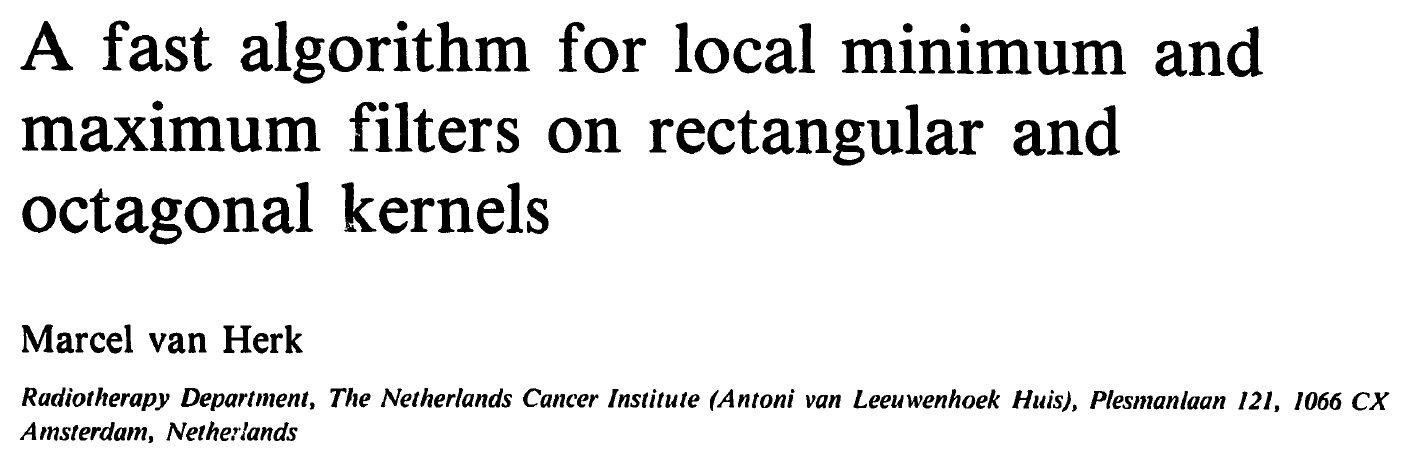 A fast algorithm for local minimum and
maximum filters on rectangular and
octagonal kernels
Marcel van Herk
Radiotherapy Department, The Netherlands Cancer Institute (Antoni van Leeuwenhoek Huis), Plesmanlaan 121, 1066 CX
Amsterdam, Netherlands